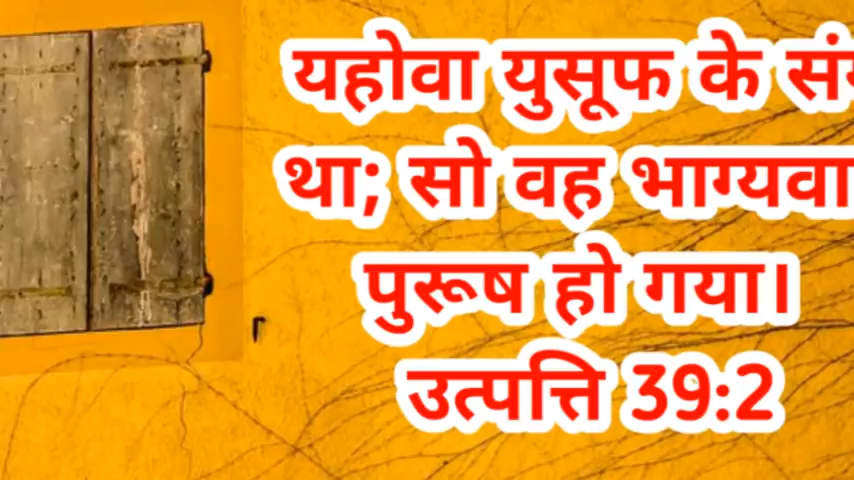 यहोवा युसूफ के
था; सो वह
पुरूष हो गया।
उत्पत्ति 39:2